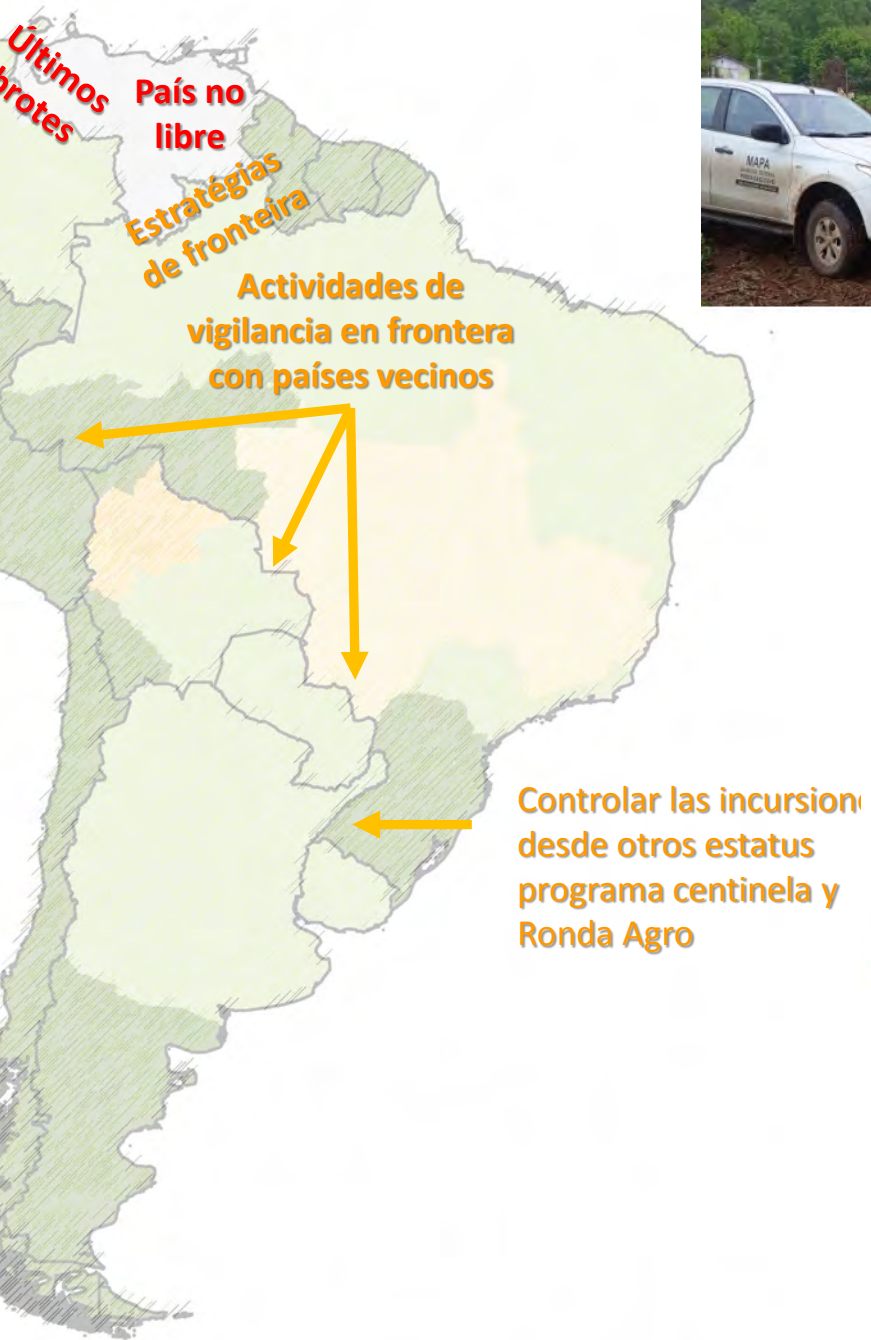 Últimos
brotes
País no
libre
Estratégias
de fronteira
Actividades de
vigilancia en frontera
con países vecinos
MAPA
Controlar las incursione
desde otros estatus
programa centinela y
Ronda Agro